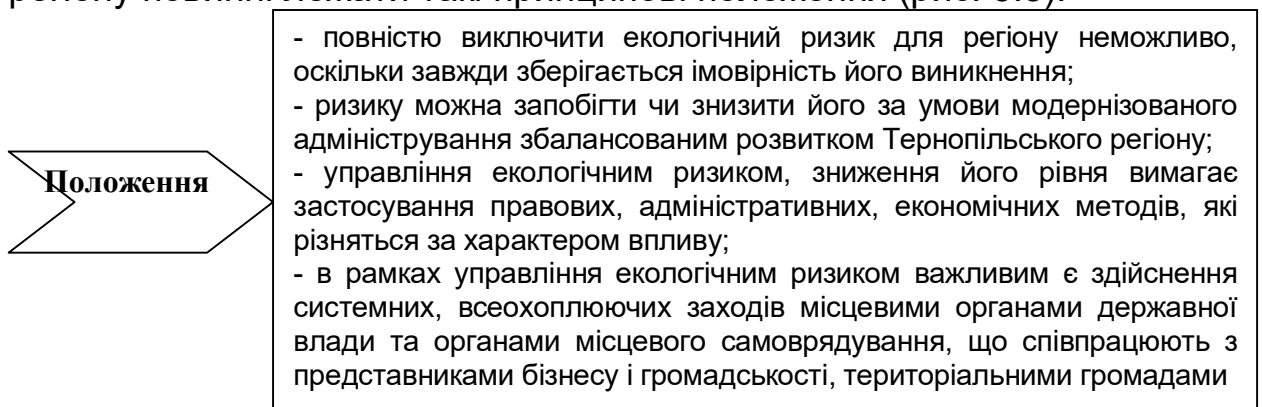 регіону повинні лежати такі принципові положення (рис.
- повністю виключити екологічний ризик для регіону неможливо,
оскільки завжди зберігається імовірність його виникнення;
- ризику можна запобігти чи знизити його за умови модернізованого
адміністрування збалансованим розвитком Тернопільського регіону;
Положення
- управління екологічним ризиком, зниження його рівня вимагає
застосування правових, адміністративних, економічних методів, які
різняться за характером впливу;
- в рамках управління екологічним ризиком важливим є здійснення
системних, всеохоплюючих заходів місцевими органами державної
влади та органами місцевого самоврядування, що співпрацюють з
представниками бізнесу і громадськості, територіальними громадами